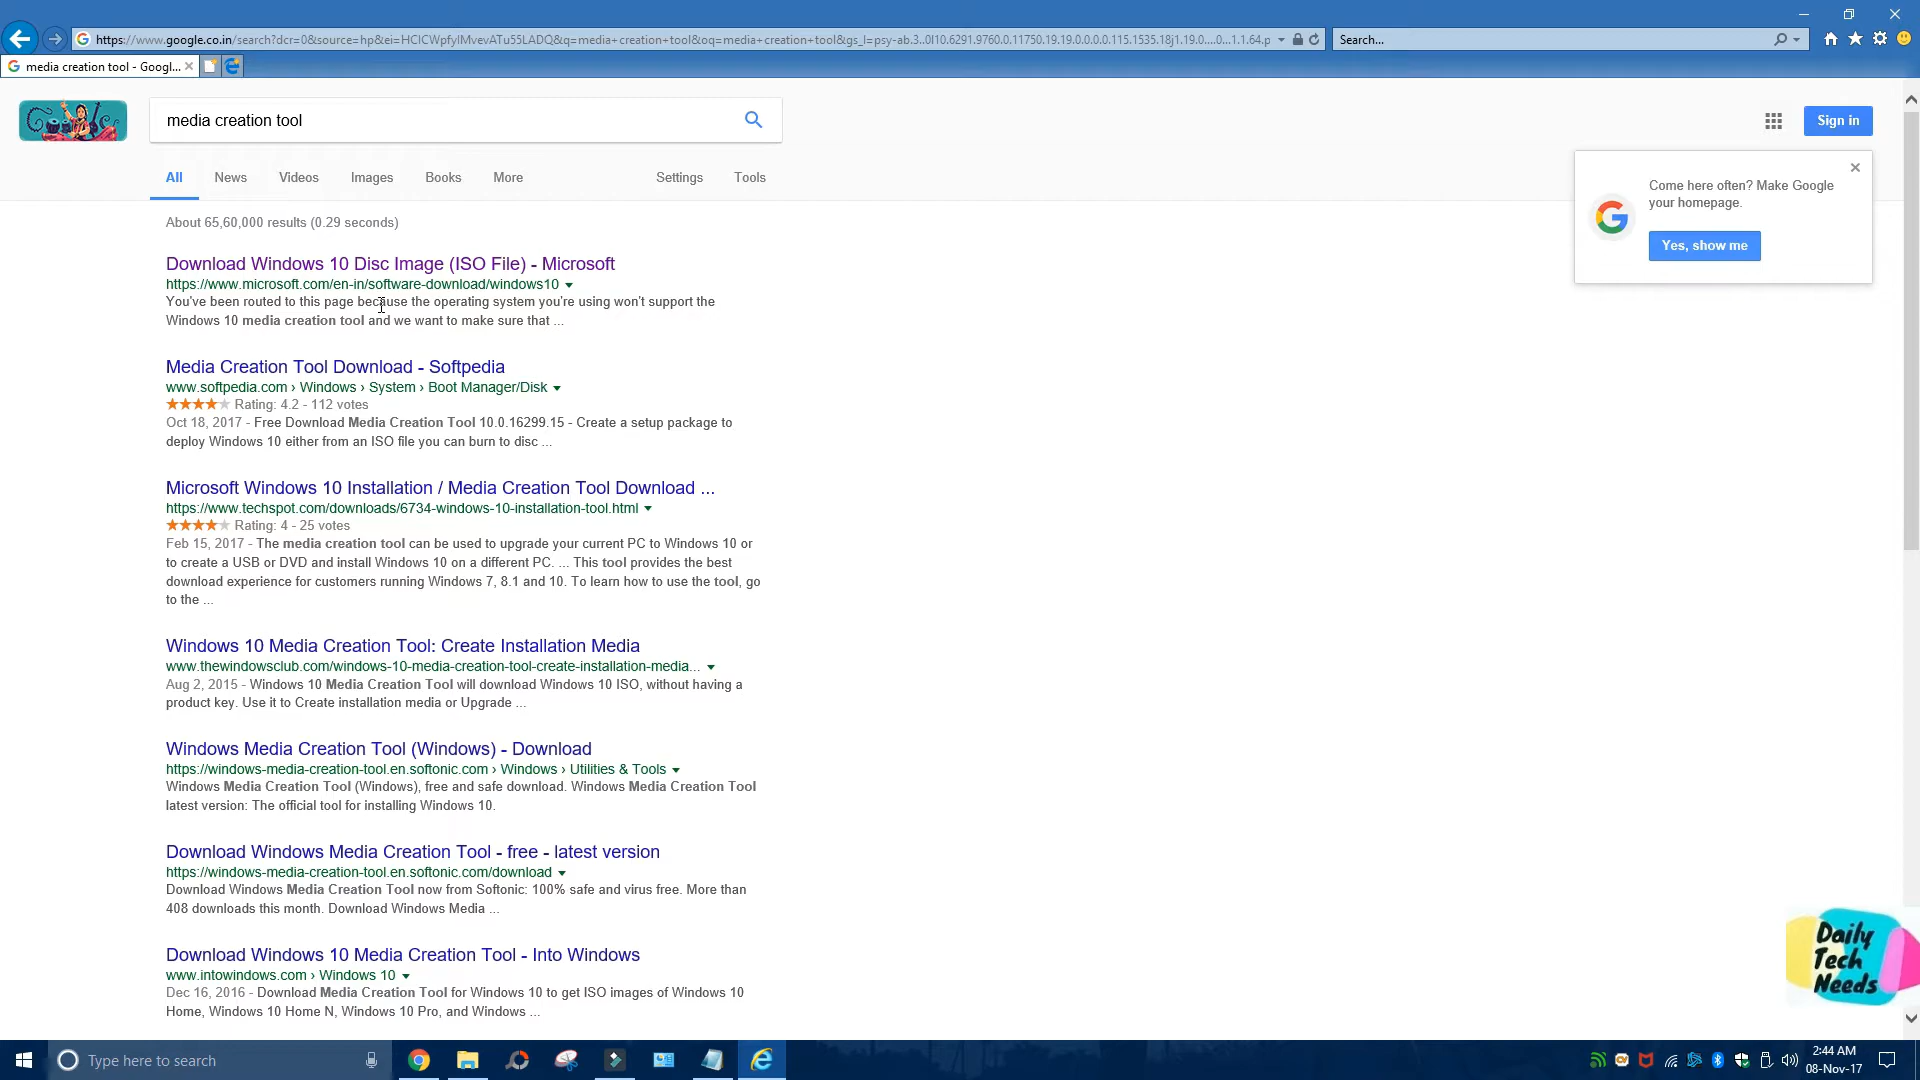 https://www.google.co.in/search?dcr=0&source=hp&ei=HCICWpfyIMvevATu55LADQ&q=media+creation+tool&oq=media+creation+tool&gs_l=psy-ab.3..0l10.6291.9760.0.11750.19.19.0.0.0.0.115.1535.18j1.19.0....0...1.1.64.p
Search...
media creation tool - Googl...
media creation tool
Sign in
All News Videos Images Books More Settings Tools
Come here often? Make Google
your homepage.
Yes, show me
About 65,60,000 results (0.29 seconds)
Download Windows 10 Disc Image (ISO File) - Microsoft
https://www.microsoft.com/en-in/software-download/windows10
You've been routed to this page because the operating system you're using won't support the
Windows 10 media creation tool and we want to make sure that ...
Media Creation Tool Download - Softpedia
www.softpedia.com › Windows › System › Boot Manager/Disk
Rating: 4.2 - 112 votes
Oct 18, 2017 - Free Download Media Creation Tool 10.0.16299.15 - Create a setup package to
deploy Windows 10 either from an ISO file you can burn to disc ...
Microsoft Windows 10 Installation / Media Creation Tool Download ...
https://www.techspot.com/downloads/6734-windows-10-installation-tool.html
Rating: 4 - 25 votes
Feb 15, 2017 - The media creation tool can be used to upgrade your current PC to Windows 10 or
to create a USB or DVD and install Windows 10 on a different PC. ... This tool provides the best
download experience for customers running Windows 7, 8.1 and 10. To learn how to use the tool, go
to the ...
Windows 10 Media Creation Tool: Create Installation Media
www.thewindowsclub.com/windows-10-media-creation-tool-create-installation-media...
Aug 2, 2015 - Windows 10 Media Creation Tool will download Windows 10 ISO, without having a
product key. Use it to Create installation media or Upgrade ...
Windows Media Creation Tool (Windows) - Download
https://windows-media-creation-tool.en.softonic.com › Windows › Utilities & Tools
Windows Media Creation Tool (Windows), free and safe download. Windows Media Creation Tool
latest version: The official tool for installing Windows 10.
Download Windows Media Creation Tool - free - latest version
https://windows-media-creation-tool.en.softonic.com/download
Download Windows Media Creation Tool now from Softonic: 100% safe and virus free. More than
408 downloads this month. Download Windows Media ...
Download Windows 10 Media Creation Tool - Into Windows
www.intowindows.com › Windows 10
Dec 16, 2016 - Download Media Creation Tool for Windows 10 to get ISO images of Windows 10
Home, Windows 10 Home N, Windows 10 Pro, and Windows ...
Daily
Tech
Needs
Type here to search
2:44 AM
08-Nov-17